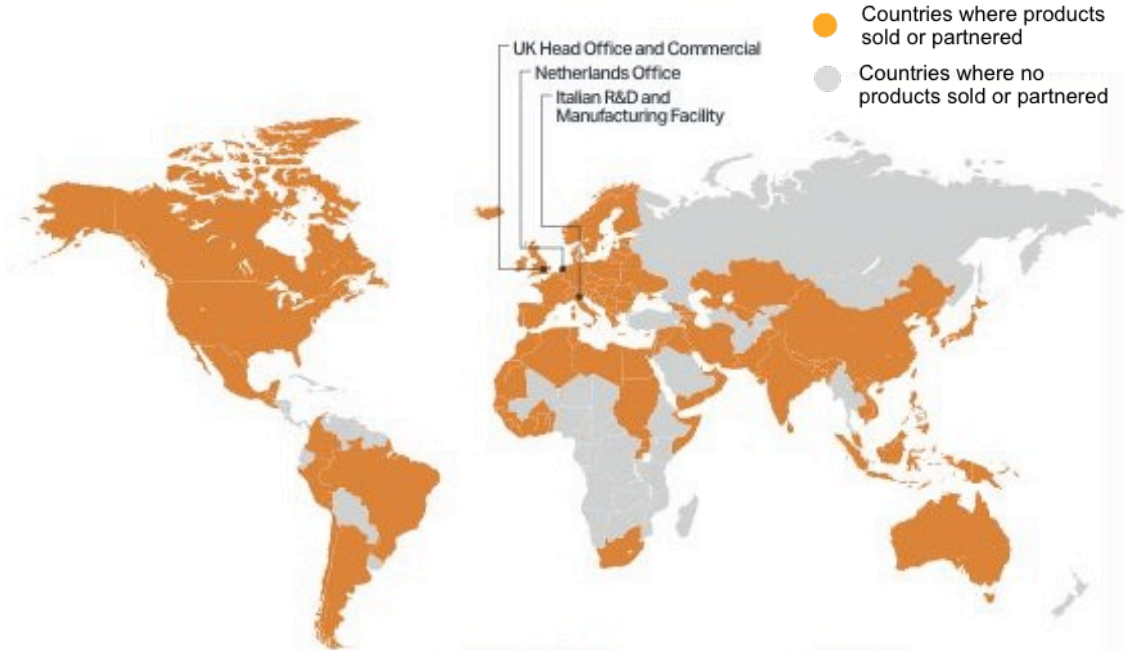 Countries where products
sold or partnered
UK Head Office and Commercial
Netherlands Office
Countries where no
products sold or partnered
Italian R&D and
Manufacturing Facility